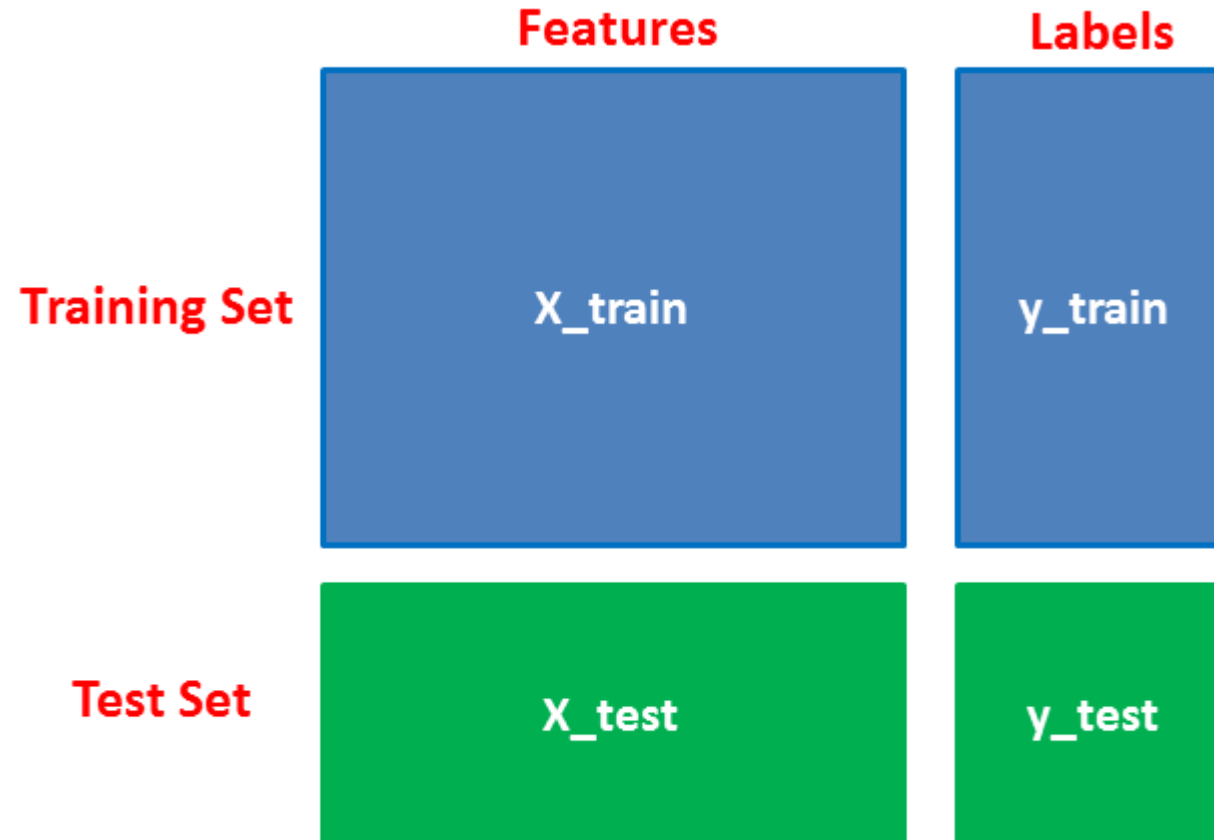 Features
Labels
Training Set
X_train
y_train
Test Set
X_test
y_test